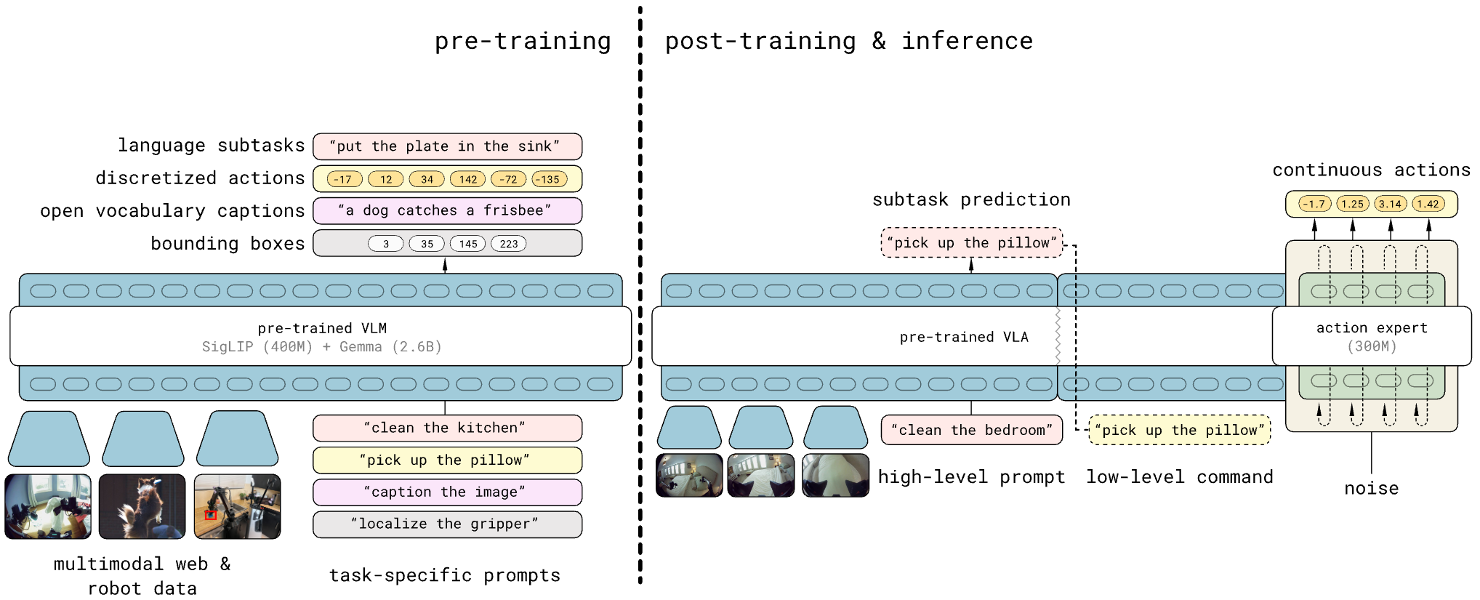 pre-training
post-training & inference
language subtasks
“put the plate in the sink”
discretized actions
-17 12 34 142 -72 -135
open vocabulary captions
“a dog catches a frisbee”
bounding boxes
3 35 145 223
pre-trained VLM
SigLIP (400M) + Gemma (2.6B)
“clean the kitchen”
“pick up the pillow”
“caption the image”
“localize the gripper”
multimodal web &
robot data
task-specific prompts
subtask prediction
“pick up the pillow”
pre-trained VLA
“clean the bedroom”
“pick up the pillow”
high-level prompt
low-level command
continuous actions
-1.7 1.25 3.14 1.42
action expert
(300M)
noise